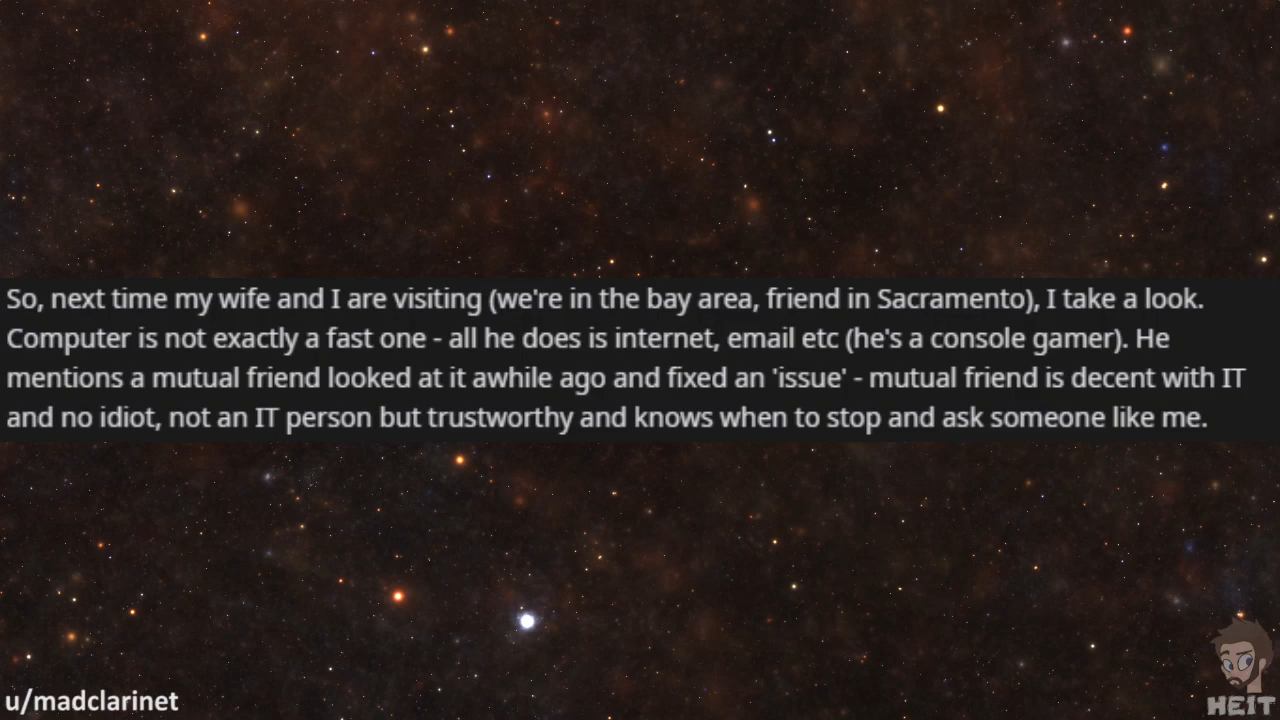 So, next time my wife and I are visiting (we're in the bay area, friend in Sacramento), I take a look.
Computer is not exactly a fast one - all he does is internet, email etc (he's a console gamer). He
mentions a mutual friend looked at it awhile ago and fixed an 'issue' - mutual friend is decent with IT
and no idiot, not an IT person but trustworthy and knows when to stop and ask someone like me.
u/madclarinet
HEIT